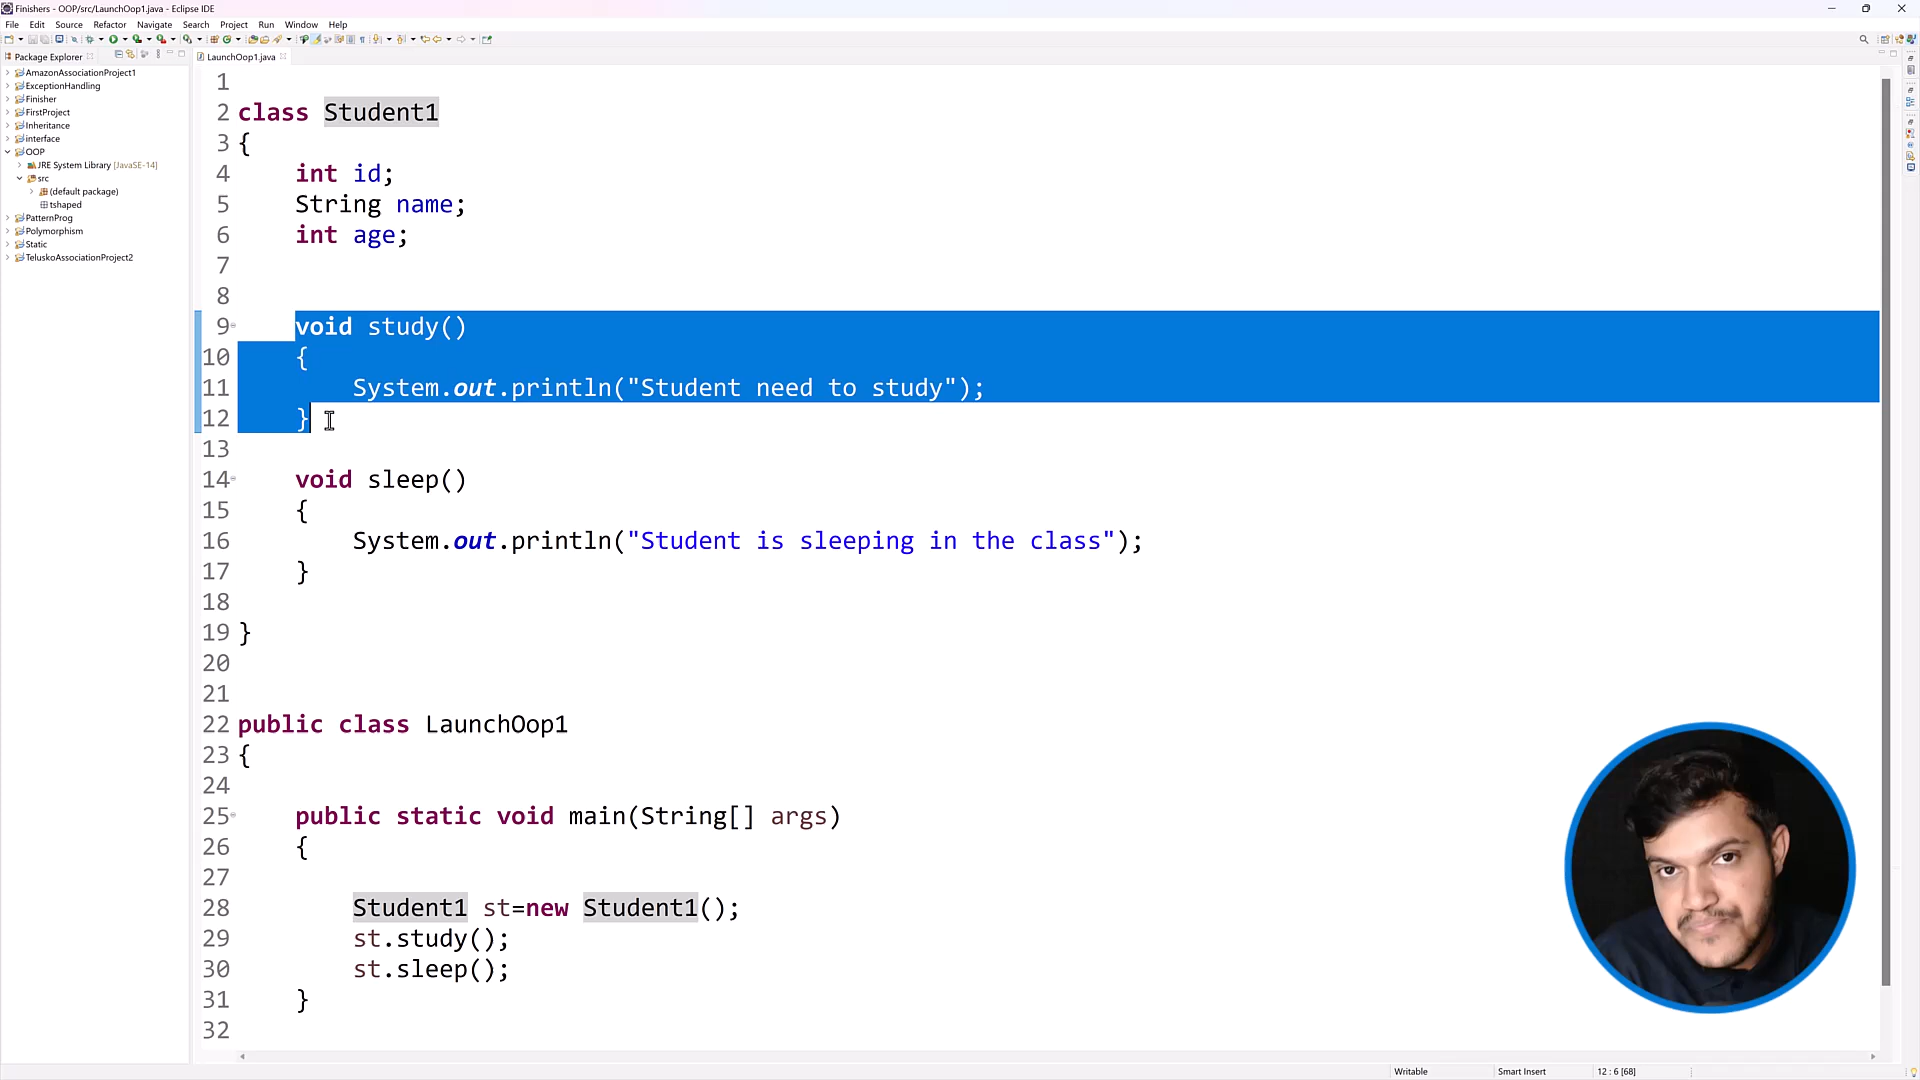 Finishers - OOP/src/LaunchOop1.java - Eclipse IDE
File Edit Source Refactor Navigate Search Project Run Window Help
Package Explorer
LaunchOop1.java
AmazonAssociationProject1
ExceptionHandling
Finisher
FirstProject
Inheritance
interface
OOP
JRE System Library [JavaSE-14]
src
(default package)
tshaped
PatternProg
Polymorphism
Static
TeluskoAssociationProject2
1
2 class Student1
3 {
4     int id;
5     String name;
6     int age;
7
8
9     void study()
10     {
11         System.out.println("Student need to study");
12     }
13
14     void sleep()
15     {
16         System.out.println("Student is sleeping in the class");
17     }
18
19 }
20
21
22 public class LaunchOop1
23 {
24
25     public static void main(String[] args)
26     {
27
28         Student1 st=new Student1();
29         st.study();
30         st.sleep();
31     }
32
Writable Smart Insert 12 : 6 [68]